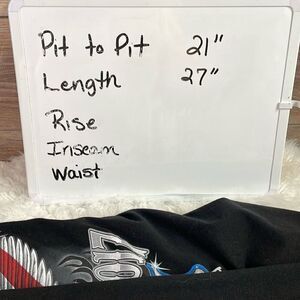 Pit to Pit 21"
Length 27"
Rise
Inseam
Waist